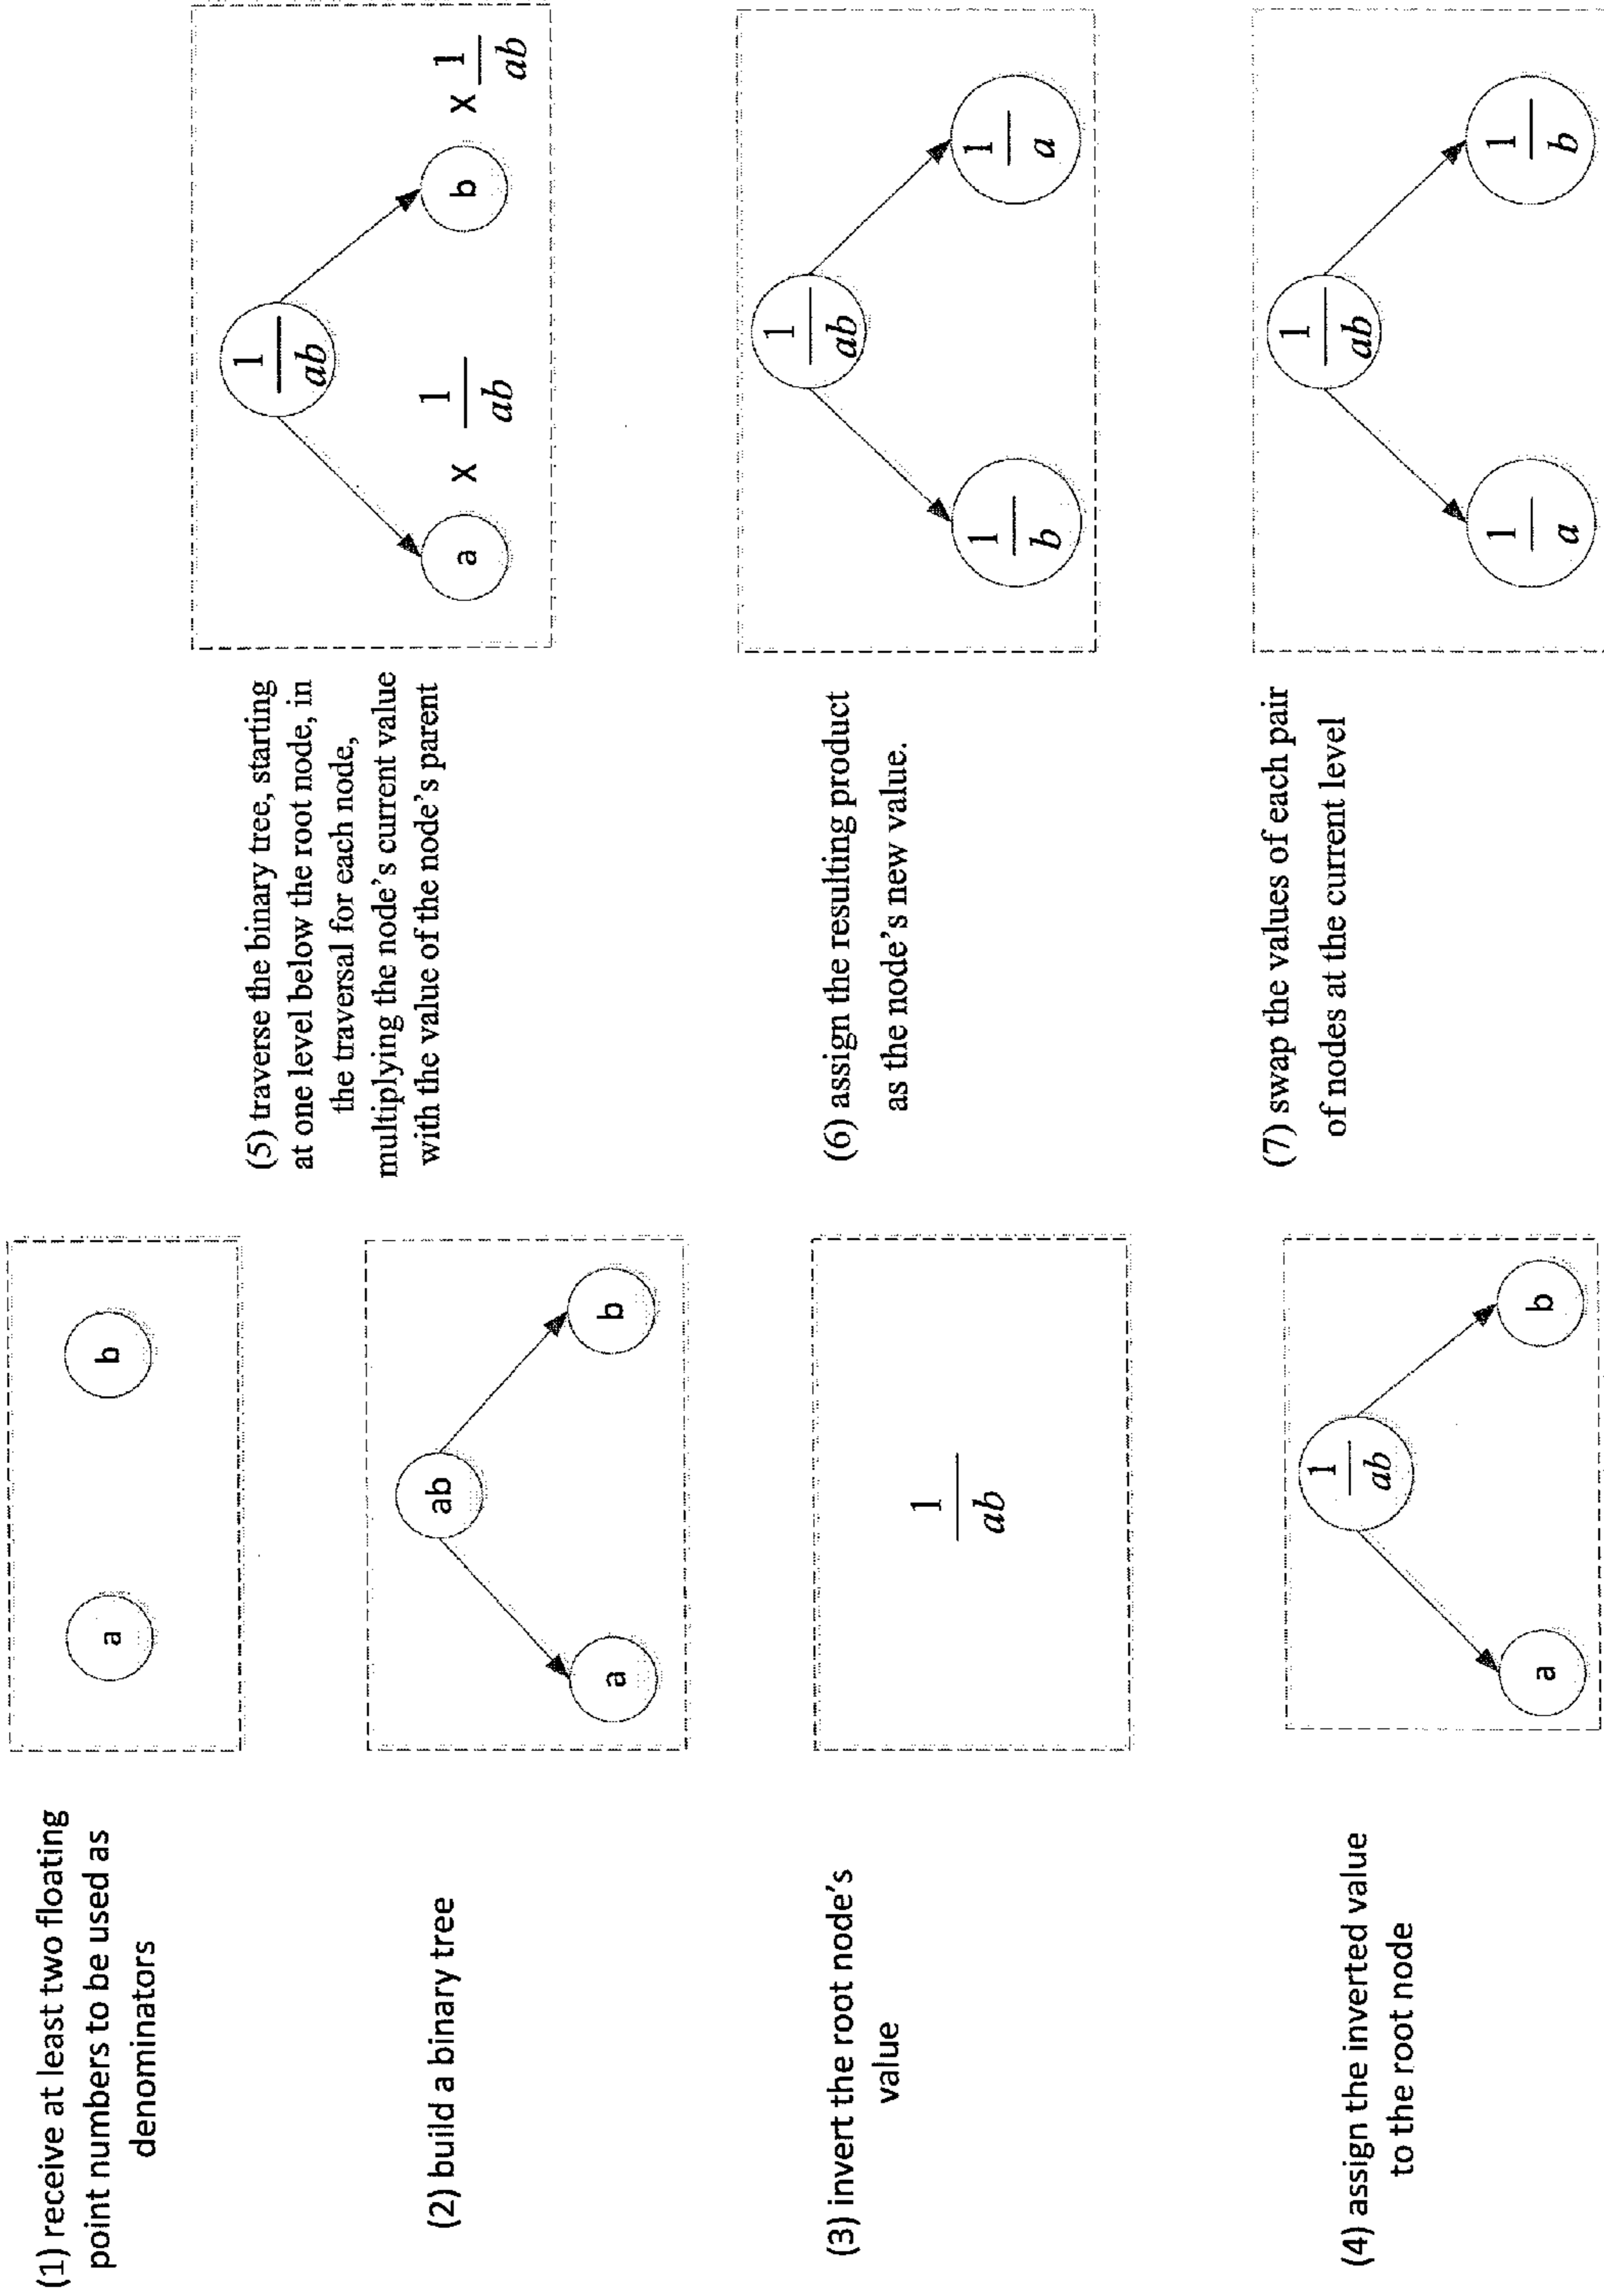 (1) receive at least two floating
point numbers to be used as
denominators
a
b
(2) build a binary tree
ab
a
b
(3) invert the root node's
value
1
ab
(4) assign the inverted value
to the root node
1
ab
a
b
(5) traverse the binary tree, starting
at one level below the root node, in
the traversal for each node,
multiplying the node's current value
with the value of the node's parent
1
ab
a x 1
ab
b x 1
ab
(6) assign the resulting product
as the node's new value.
1
ab
1
b
1
a
(7) swap the values of each pair
of nodes at the current level
1
ab
1
a
1
b